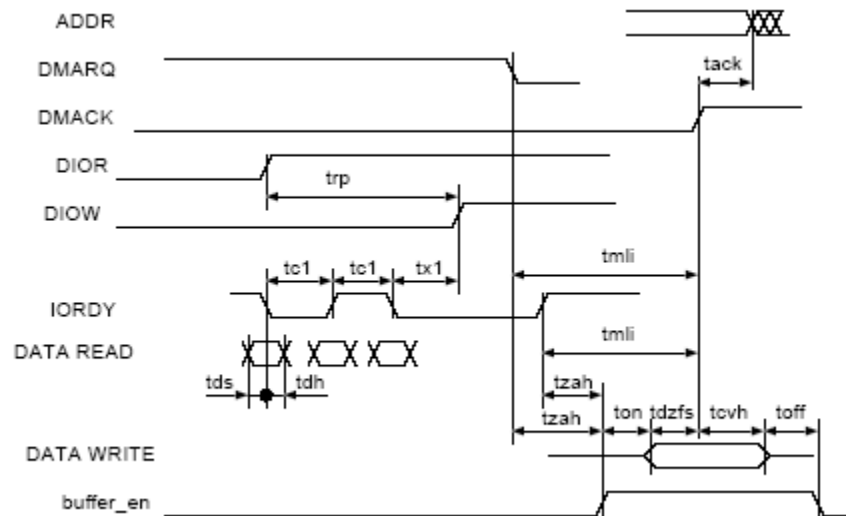 ADDR
DMARQ
tack
DMACK
DIOR
trp
DIOW
tc1 tc1 tx1 tmli
IORDY
DATA READ
tmli
tds tdh tzah
tzah ton tdzfs tcvh toff
DATA WRITE
buffer_en